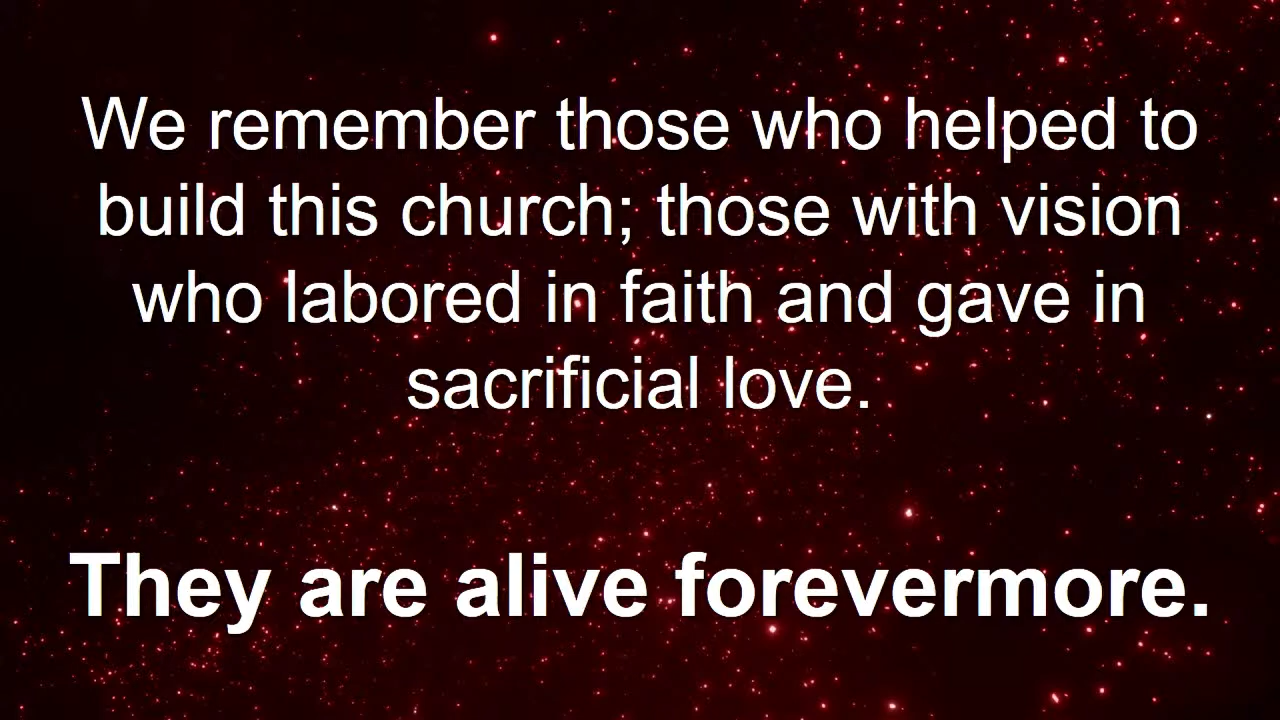 We remember those who helped to
build this church; those with vision
who labored in faith and gave in
sacrificial love.
They are alive forevermore.